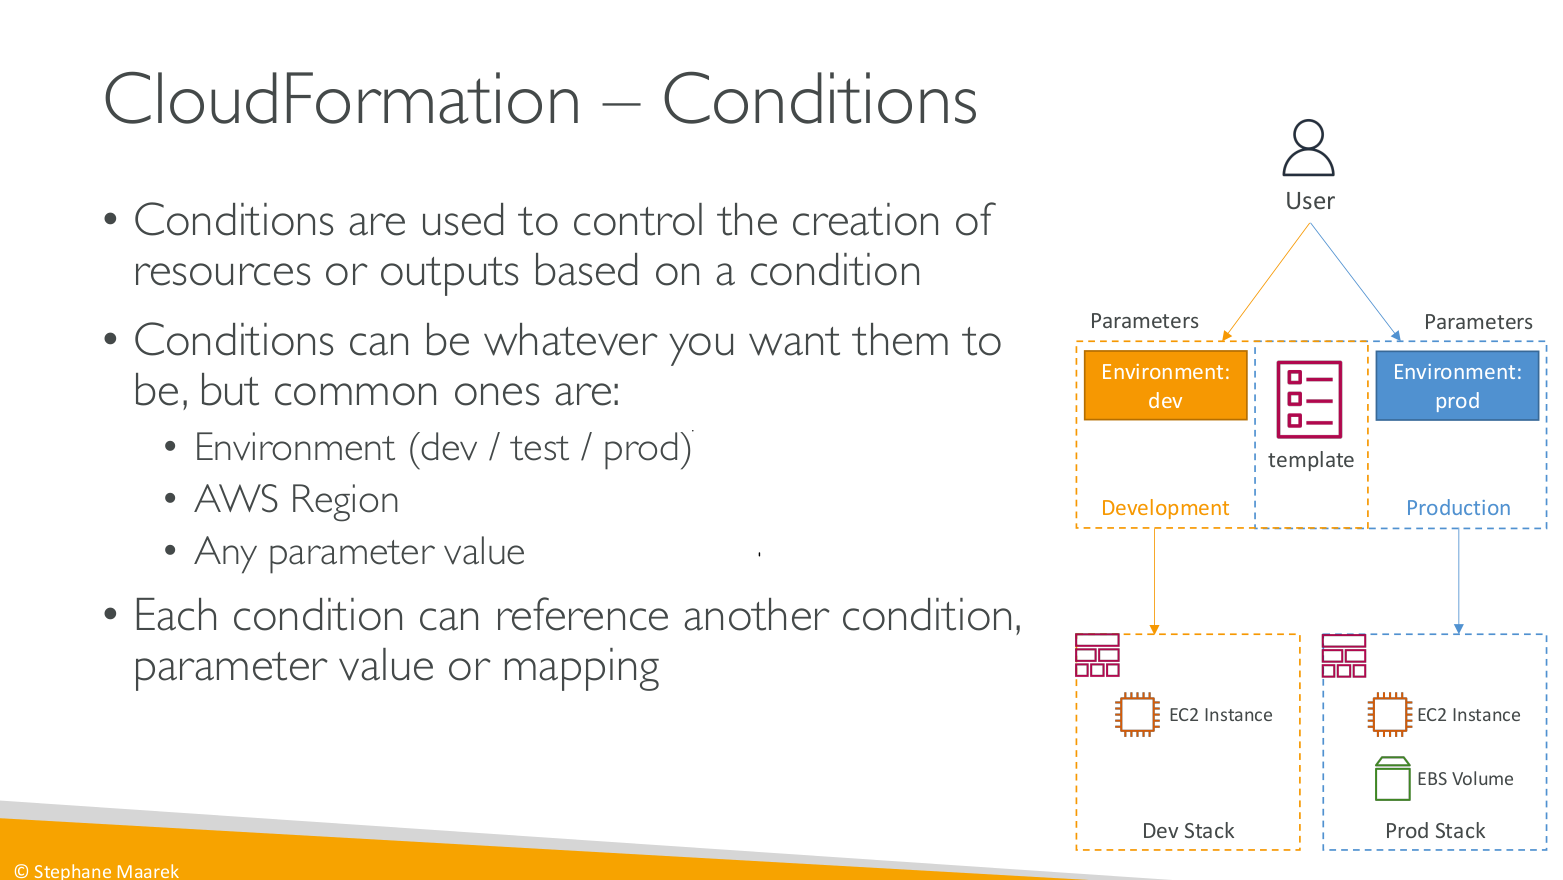 CloudFormation – Conditions
• Conditions are used to control the creation of
resources or outputs based on a condition
• Conditions can be whatever you want them to
be, but common ones are:
• Environment (dev / test / prod)
• AWS Region
• Any parameter value
• Each condition can reference another condition,
parameter value or mapping
User
Parameters
Parameters
Environment:
dev
template
Environment:
prod
Development
Production
EC2 Instance
Dev Stack
EC2 Instance
EBS Volume
Prod Stack
© Stephane Maarek